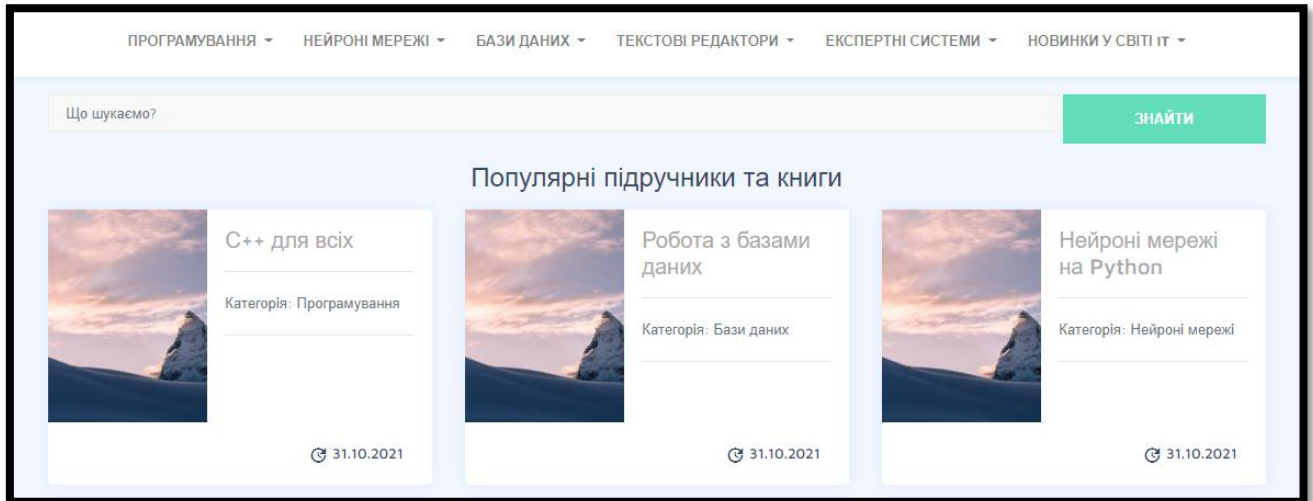 ПРОГРАМУВАННЯ НЕЙРОНІ МЕРЕЖІ БАЗИ ДАНИХ ТЕКСТОВІ РЕДАКТОРИ ЕКСПЕРТНІ СИСТЕМИ НОВИНКИ У СВІТІ ІТ
Що шукаємо?
ЗНАЙТИ
Популярні підручники та книги
C++ для всіх
Категорія: Програмування
31.10.2021
Робота з базами
даних
Категорія: Бази даних
31.10.2021
Нейроні мережі
на Python
Категорія: Нейроні мережі
31.10.2021